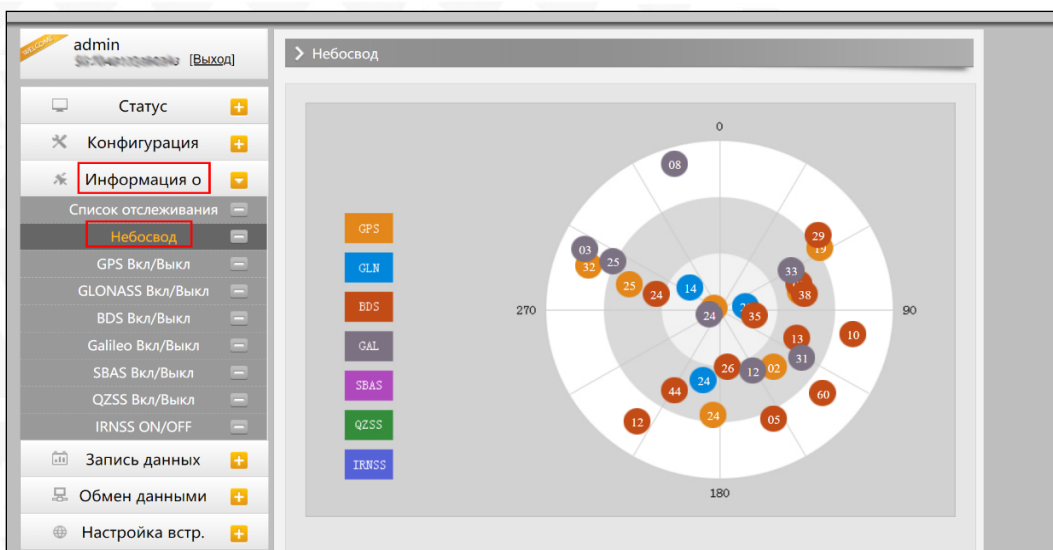 WELCOME
admin
[Выход]
Статус
Конфигурация
Информация о
Список отслеживания
Небосвод
GPS Вкл/Выкл
GLONASS Вкл/Выкл
BDS Вкл/Выкл
Galileo Вкл/Выкл
SBAS Вкл/Выкл
QZSS Вкл/Выкл
IRNSS ON/OFF
Запись данных
Обмен данными
Настройка встр.
Небосвод
GPS
GLN
BDS
GAL
SBAS
QZSS
IRNSS
0
08
29
19
03
32
25
33
25
24
14
38
270
24
35
90
13
10
31
26
12
02
24
44
60
24
05
12
180